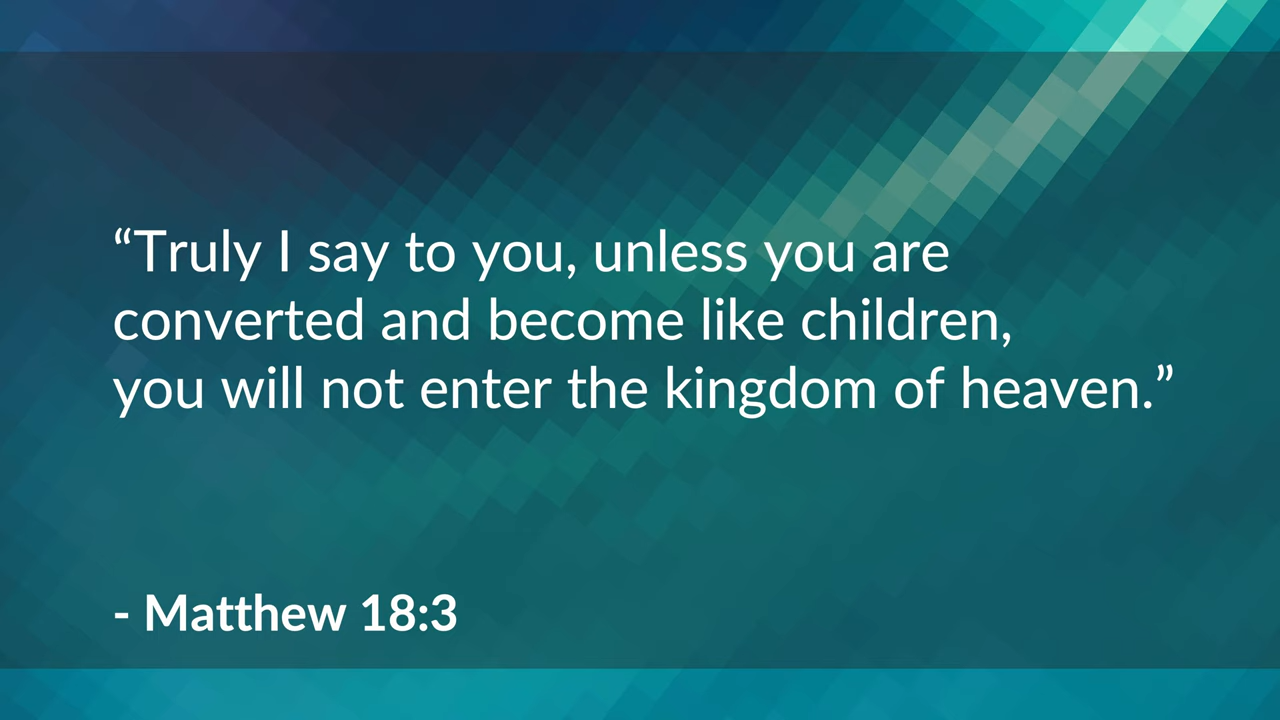 “Truly I say to you, unless you are
converted and become like children,
you will not enter the kingdom of heaven.”
- Matthew 18:3